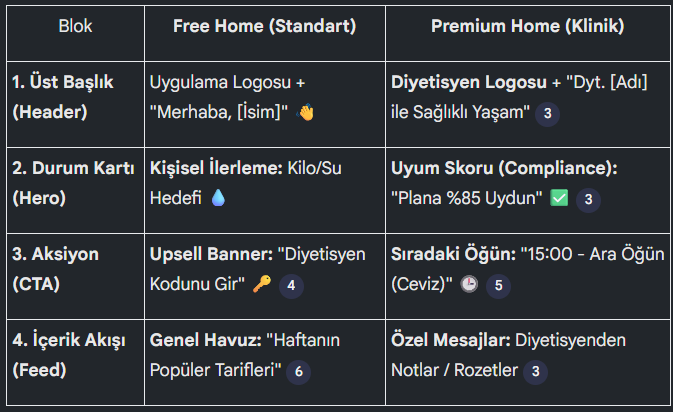 Blok Free Home (Standart) Premium Home (Klinik)
1. Üst Başlık Uygulama Logosu + Diyetisyen Logosu + "Dyt. [Adı]
(Header) "Merhaba, [İsim]" 👋 ile Sağlıklı Yaşam" 3
2. Durum Kartı Kişisel İlerleme: Kilo/Su Uyum Skoru (Compliance):
(Hero) Hedefi 💧 "Plana %85 Uydun" ✅ 3
3. Aksiyon Upsell Banner: "Diyetisyen Sıradaki Öğün: "15:00 - Ara Öğün
(CTA) Kodunu Gir" 🔑 4 (Ceviz)" 🕒 5
4. İçerik Akışı Genel Havuz: "Haftanın Özel Mesajlar: Diyetisyenden
(Feed) Popüler Tarifleri" 6 Notlar / Rozetler 3